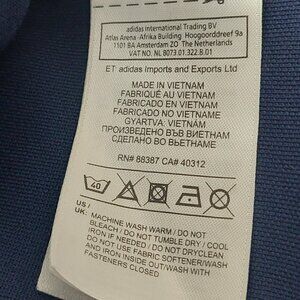 adidas International Trading BV
Atlas Arena - Afrika Building Hoogoorddreef 9a
1101 BA Amsterdam ZO The Netherlands
VAT NO. NL 8073.01.322.B.01
ET: adidas Imports and Exports Ltd
MADE IN VIETNAM
FABRIQUÉ AU VIETNAM
FABRICADO EN VIETNAM
FABRICADO NO VIETNAM
GYÁRTVA: VIETNÁM
ПРОИЗВЕДЕНО ВЪВ ВИЕТНАМ
СДЕЛАНО ВО ВЬЕТНАМЕ
RN# 88387 CA# 40312
40
US / UK: MACHINE WASH WARM / DO NOT
BLEACH / DO NOT TUMBLE DRY / COOL
IRON IF NEEDED / DO NOT DRYCLEAN
DO NOT USE FABRIC SOFTENER/WASH
AND IRON INSIDE OUT/WASH WITH
FASTENERS CLOSED